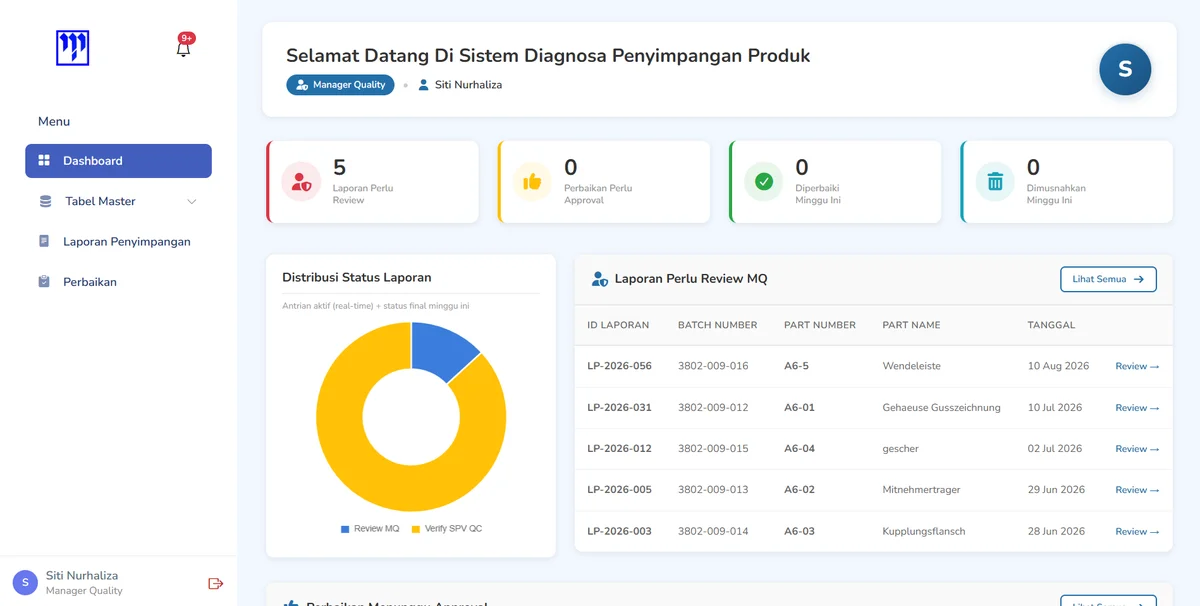 9+
Menu
Dashboard
Tabel Master
Laporan Penyimpangan
Perbaikan
S
Siti Nurhaliza
Manager Quality
Selamat Datang Di Sistem Diagnosa Penyimpangan Produk
Manager Quality
Siti Nurhaliza
S
5
Laporan Perlu
Review
0
Perbaikan Perlu
Approval
0
Diperbaiki
Minggu Ini
0
Dimusnahkan
Minggu Ini
Distribusi Status Laporan
Antrian aktif (real-time) + status final minggu ini
Review MQ Verify SPV QC
Laporan Perlu Review MQ
Lihat Semua →
ID LAPORAN BATCH NUMBER PART NUMBER PART NAME TANGGAL
LP-2026-056 3802-009-016 A6-5 Wendeleiste 10 Aug 2026 Review →
LP-2026-031 3802-009-012 A6-01 Gehaeuse Gusszeichnung 10 Jul 2026 Review →
LP-2026-012 3802-009-015 A6-04 gescher 02 Jul 2026 Review →
LP-2026-005 3802-009-013 A6-02 Mitnehmertrager 29 Jun 2026 Review →
LP-2026-003 3802-009-014 A6-03 Kupplungsflansch 28 Jun 2026 Review →
Perbaikan Menunggu Approval
Lihat Semua →